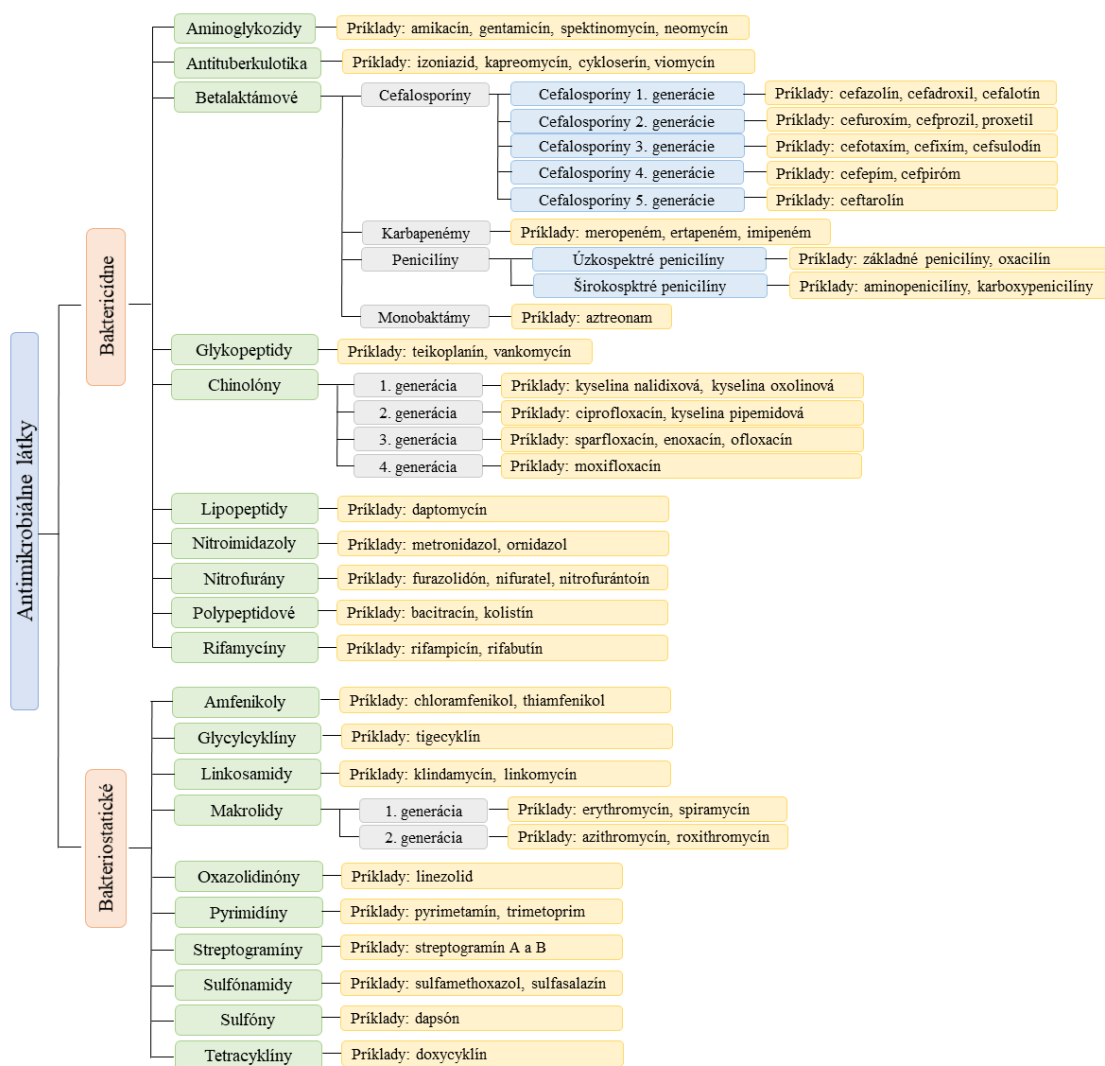 Antimikrobiálne látky
Baktericídne
Aminoglykozidy
Príklady: amikacín, gentamicín, spektinomycín, neomycín
Antituberkulotika
Príklady: izoniazid, kapreomycín, cykloserín, viomycín
Betalaktámové
Cefalosporíny
Cefalosporíny 1. generácie
Príklady: cefazolín, cefadroxil, cefalotín
Cefalosporíny 2. generácie
Príklady: cefuroxím, cefprozil, proxetil
Cefalosporíny 3. generácie
Príklady: cefotaxím, cefixím, cefsulodín
Cefalosporíny 4. generácie
Príklady: cefepím, cefpiróm
Cefalosporíny 5. generácie
Príklady: ceftarolín
Karbapenémy
Príklady: meropeném, ertapeném, imipeném
Penicilíny
Úzkospektré penicilíny
Príklady: základné penicilíny, oxacilín
Širokospktré penicilíny
Príklady: aminopenicilíny, karboxypenicilíny
Monobaktámy
Príklady: aztreonam
Glykopeptidy
Príklady: teikoplanín, vankomycín
Chinolóny
1. generácia
Príklady: kyselina nalidixová, kyselina oxolinová
2. generácia
Príklady: ciprofloxacín, kyselina pipemidová
3. generácia
Príklady: sparfloxacín, enoxacín, ofloxacín
4. generácia
Príklady: moxifloxacín
Lipopeptidy
Príklady: daptomycín
Nitroimidazoly
Príklady: metronidazol, ornidazol
Nitrofurány
Príklady: furazolidón, nifuratel, nitrofurántoín
Polypeptidové
Príklady: bacitracín, kolistín
Rifamycíny
Príklady: rifampicín, rifabutín
Bakteriostatické
Amfenikoly
Príklady: chloramfenikol, thiamfenikol
Glycylcyklíny
Príklady: tigecyklín
Linkosamidy
Príklady: klindamycín, linkomycín
Makrolidy
1. generácia
Príklady: erythromycín, spiramycín
2. generácia
Príklady: azithromycín, roxithromycín
Oxazolidinóny
Príklady: linezolid
Pyrimidíny
Príklady: pyrimetamín, trimetoprim
Streptogramíny
Príklady: streptogramín A a B
Sulfónamidy
Príklady: sulfamethoxazol, sulfasalazín
Sulfóny
Príklady: dapsón
Tetracyklíny
Príklady: doxycyklín